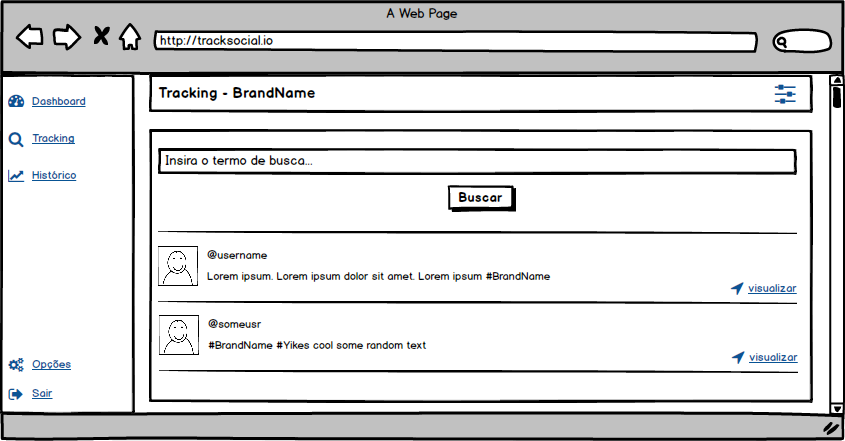 A Web Page
http://tracksocial.io
Dashboard
Tracking
Histórico
Opções
Sair
Tracking - BrandName
Insira o termo de busca...
Buscar
@username
Lorem ipsum. Lorem ipsum dolor sit amet. Lorem ipsum #BrandName
visualizar
@someusr
#BrandName #Yikes cool some random text
visualizar